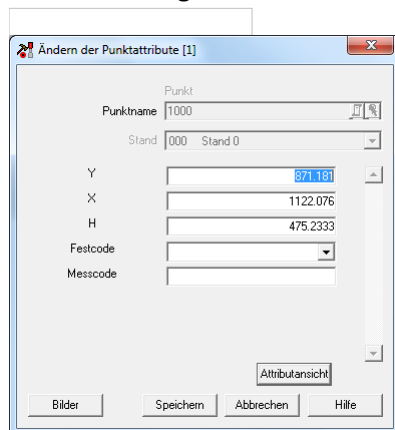 Ändern der Punktattribute [1]
Punkt
Punktname 1000
Stand 000 Stand 0
Y 871.181
X 1122.076
H 475.2333
Festcode
Messcode
Attributansicht
Bilder Speichern Abbrechen Hilfe